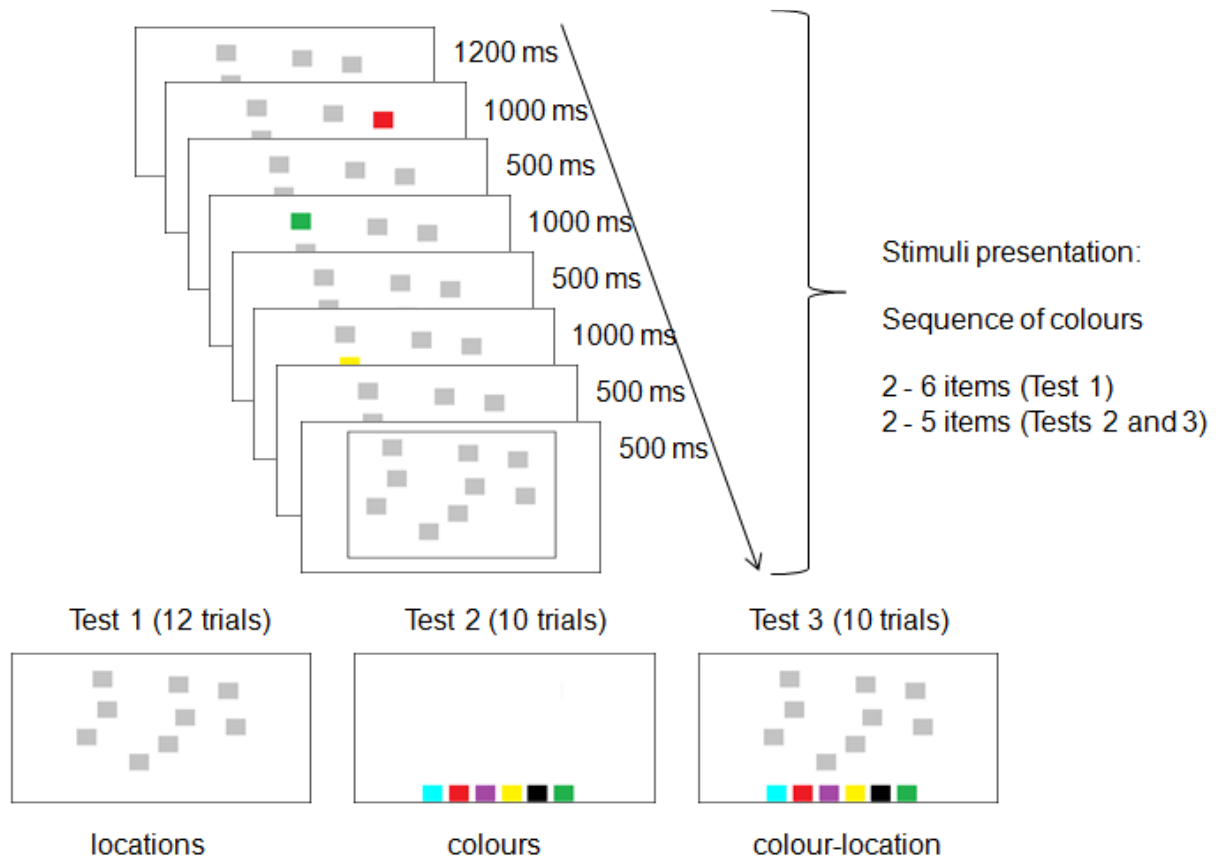 1200 ms
1000 ms
500 ms
1000 ms
500 ms
1000 ms
500 ms
500 ms
Stimuli presentation:
Sequence of colours
2 - 6 items (Test 1)
2 - 5 items (Tests 2 and 3)
Test 1 (12 trials)
Test 2 (10 trials)
Test 3 (10 trials)
locations
colours
colour-location